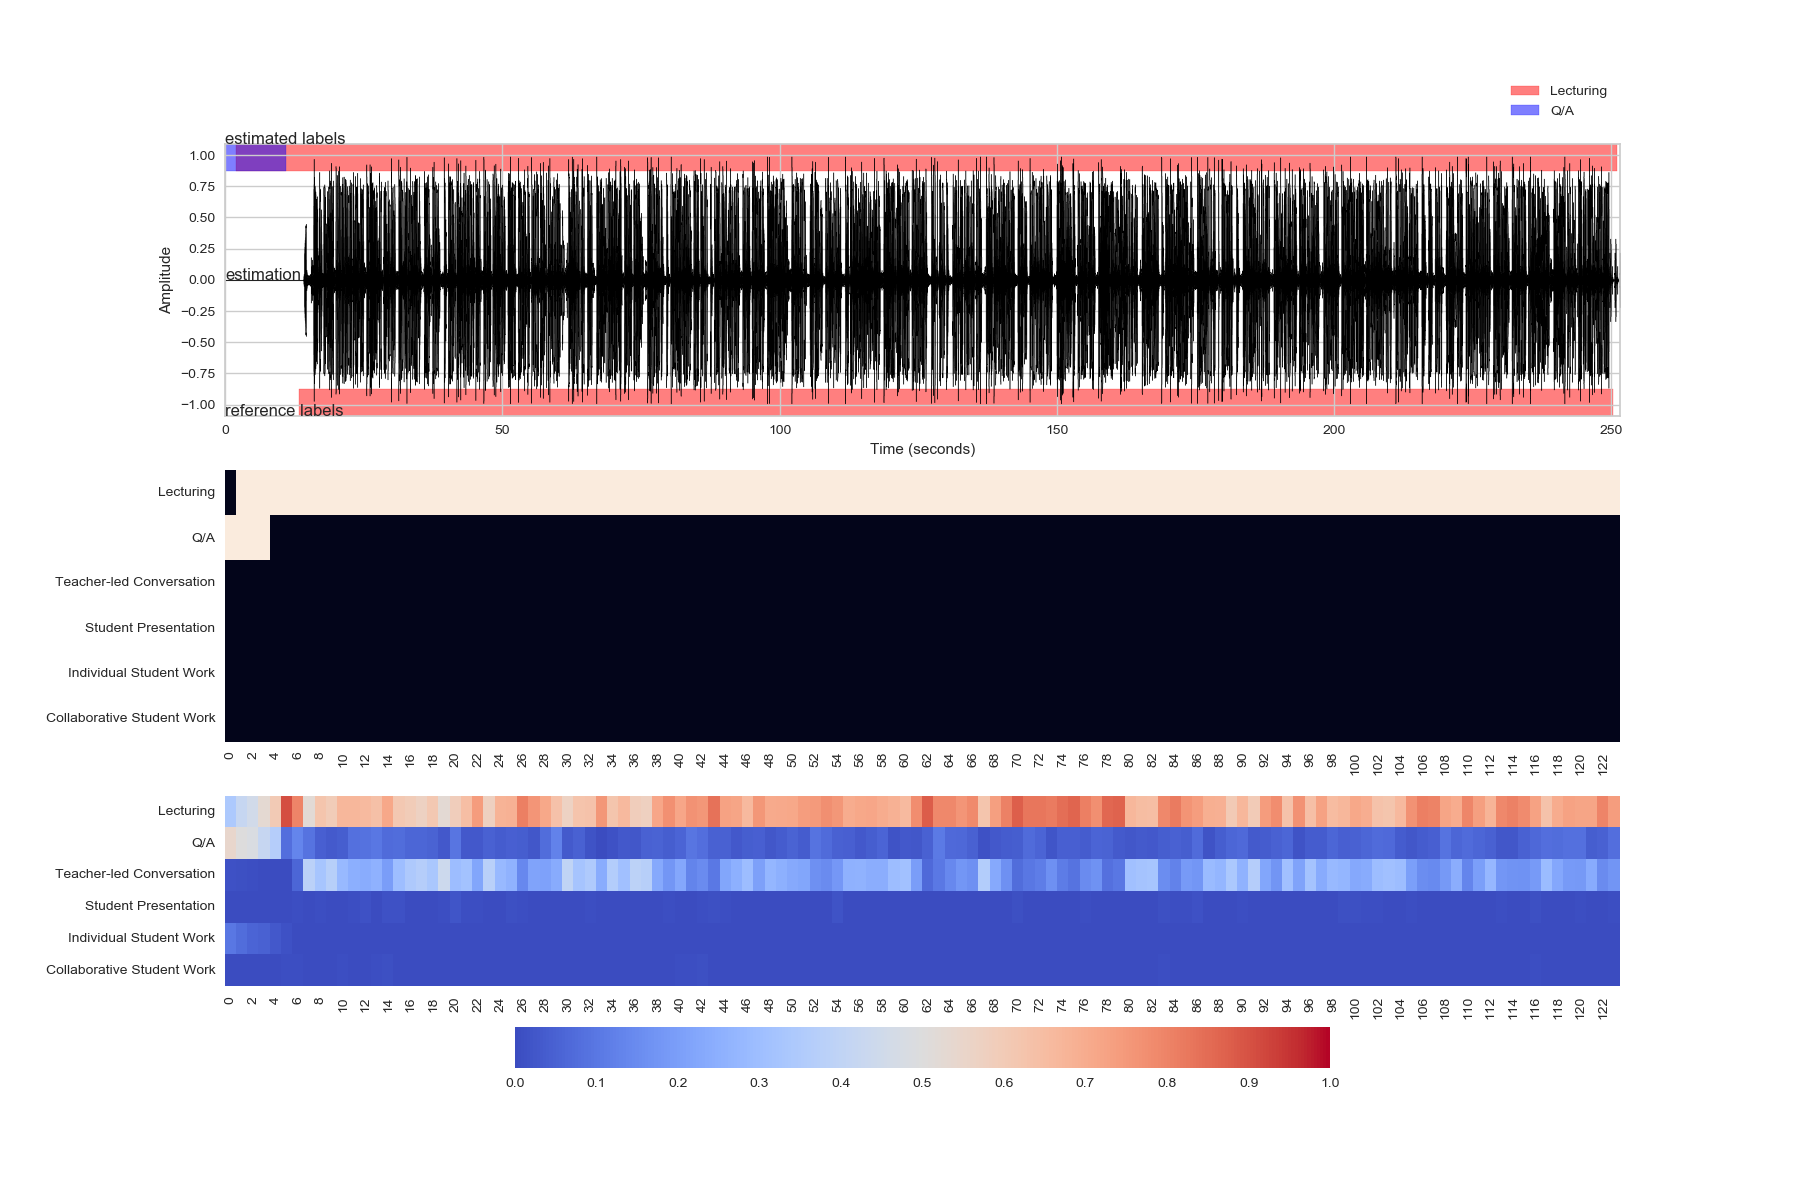 Lecturing
Q/A
estimated labels
1.00
0.75
0.50
0.25
0.00
−0.25
−0.50
−0.75
−1.00
Amplitude
estimation
reference labels
0 50 100 150 200 250
Time (seconds)
Lecturing
Q/A
Teacher-led Conversation
Student Presentation
Individual Student Work
Collaborative Student Work
0 2 4 6 8 10 12 14 16 18 20 22 24 26 28 30 32 34 36 38 40 42 44 46 48 50 52 54 56 58 60 62 64 66 68 70 72 74 76 78 80 82 84 86 88 90 92 94 96 98 100 102 104 106 108 110 112 114 116 118 120 122
Lecturing
Q/A
Teacher-led Conversation
Student Presentation
Individual Student Work
Collaborative Student Work
0 2 4 6 8 10 12 14 16 18 20 22 24 26 28 30 32 34 36 38 40 42 44 46 48 50 52 54 56 58 60 62 64 66 68 70 72 74 76 78 80 82 84 86 88 90 92 94 96 98 100 102 104 106 108 110 112 114 116 118 120 122
0.0 0.1 0.2 0.3 0.4 0.5 0.6 0.7 0.8 0.9 1.0